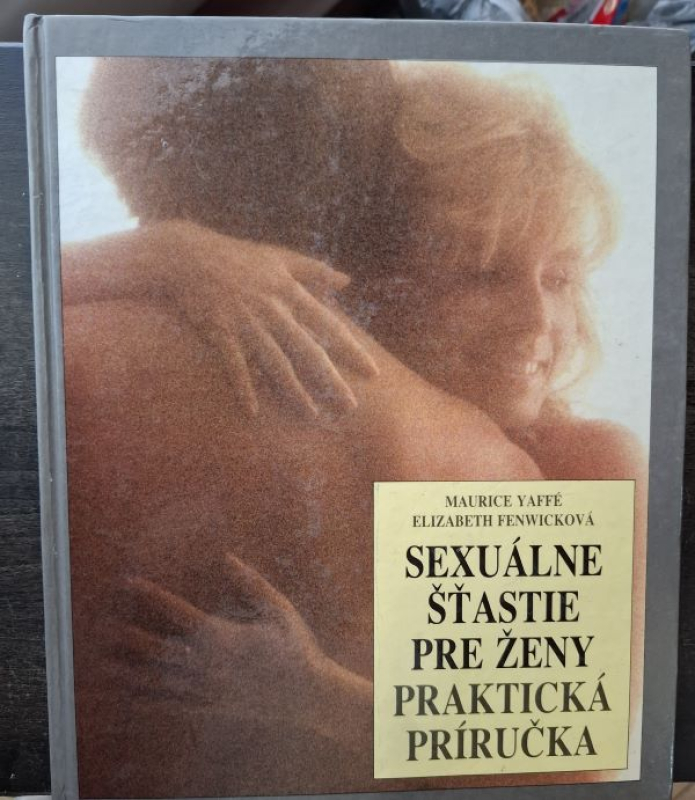 MAURICE YAFFÉ
ELIZABETH FENWICKOVÁ
SEXUÁLNE
ŠŤASTIE
PRE ŽENY
PRAKTICKÁ
PRÍRUČKA